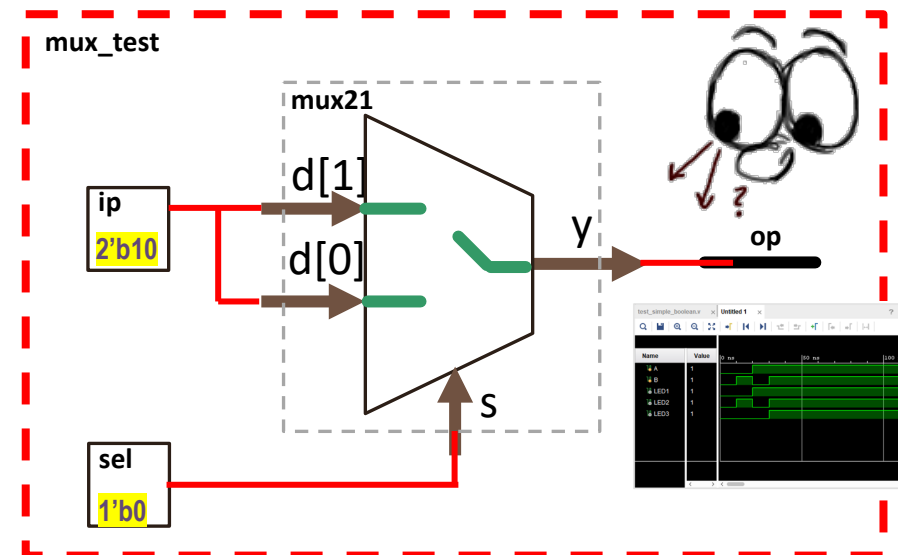 mux_test
mux21
d[1]
ip
2'b10
d[0]
y
op
?
s
sel
1'b0
test_simple_boolean.v × Untitled 1 × ?
Name Value 0 ns 50 ns 100
A 1
B 1
LED1 1
LED2 1
LED3 1